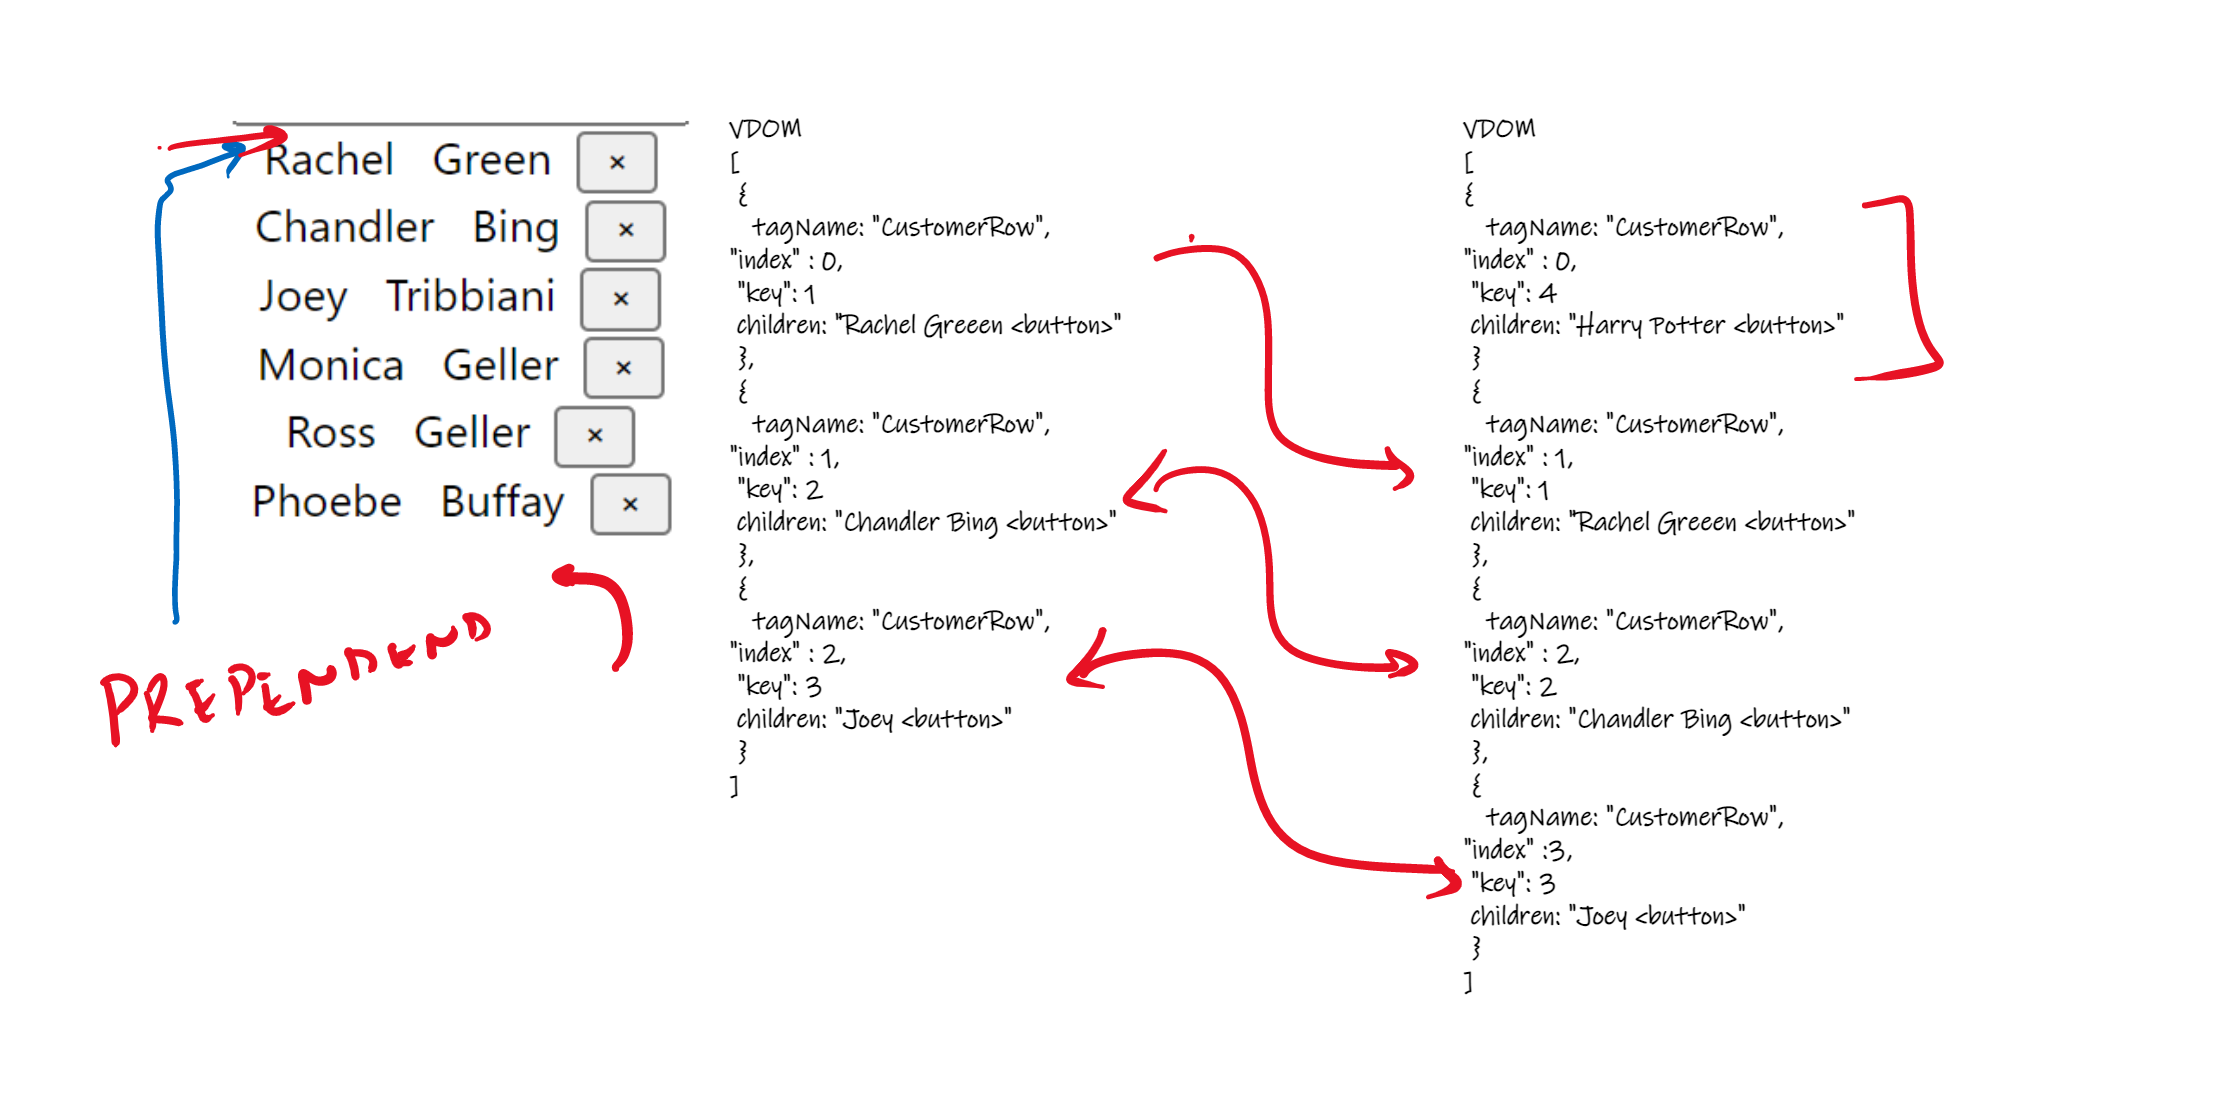 Rachel Green ×
Chandler Bing ×
Joey Tribbiani ×
Monica Geller ×
Ross Geller ×
Phoebe Buffay ×
PREPENDEND
VDOM
[
{
tagName: "CustomerRow",
"index" : 0,
"key": 1
children: "Rachel Greeen <button>"
},
{
tagName: "CustomerRow",
"index" : 1,
"key": 2
children: "Chandler Bing <button>"
},
{
tagName: "CustomerRow",
"index" : 2,
"key": 3
children: "Joey <button>"
}
]
VDOM
[
{
tagName: "CustomerRow",
"index" : 0,
"key": 4
children: "Harry Potter <button>"
}
{
tagName: "CustomerRow",
"index" : 1,
"key": 1
children: "Rachel Greeen <button>"
},
{
tagName: "CustomerRow",
"index" : 2,
"key": 2
children: "Chandler Bing <button>"
},
{
tagName: "CustomerRow",
"index" :3,
"key": 3
children: "Joey <button>"
}
]